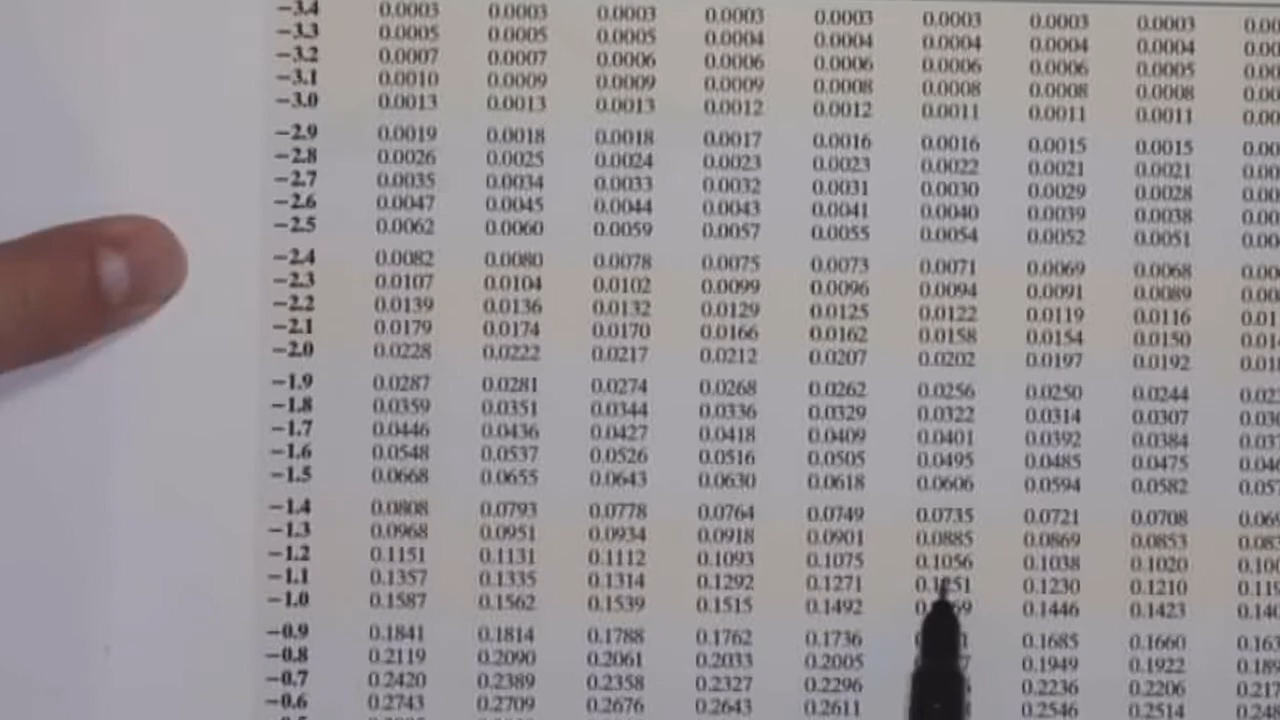 −3.4 0.0003 0.0003 0.0003 0.0003 0.0003 0.0003 0.0003 0.0003
−3.3 0.0005 0.0005 0.0005 0.0004 0.0004 0.0004 0.0004 0.0004
−3.2 0.0007 0.0007 0.0006 0.0006 0.0006 0.0006 0.0006 0.0005
−3.1 0.0010 0.0009 0.0009 0.0009 0.0008 0.0008 0.0008 0.0008
−3.0 0.0013 0.0013 0.0013 0.0012 0.0012 0.0011 0.0011 0.0011
−2.9 0.0019 0.0018 0.0018 0.0017 0.0016 0.0016 0.0015 0.0015
−2.8 0.0026 0.0025 0.0024 0.0023 0.0023 0.0022 0.0021 0.0021
−2.7 0.0035 0.0034 0.0033 0.0032 0.0031 0.0030 0.0029 0.0028
−2.6 0.0047 0.0045 0.0044 0.0043 0.0041 0.0040 0.0039 0.0038
−2.5 0.0062 0.0060 0.0059 0.0057 0.0055 0.0054 0.0052 0.0051
−2.4 0.0082 0.0080 0.0078 0.0075 0.0073 0.0071 0.0069 0.0068
−2.3 0.0107 0.0104 0.0102 0.0099 0.0096 0.0094 0.0091 0.0089
−2.2 0.0139 0.0136 0.0132 0.0129 0.0125 0.0122 0.0119 0.0116
−2.1 0.0179 0.0174 0.0170 0.0166 0.0162 0.0158 0.0154 0.0150
−2.0 0.0228 0.0222 0.0217 0.0212 0.0207 0.0202 0.0197 0.0192
−1.9 0.0287 0.0281 0.0274 0.0268 0.0262 0.0256 0.0250 0.0244
−1.8 0.0359 0.0351 0.0344 0.0336 0.0329 0.0322 0.0314 0.0307
−1.7 0.0446 0.0436 0.0427 0.0418 0.0409 0.0401 0.0392 0.0384
−1.6 0.0548 0.0537 0.0526 0.0516 0.0505 0.0495 0.0485 0.0475
−1.5 0.0668 0.0655 0.0643 0.0630 0.0618 0.0606 0.0594 0.0582
−1.4 0.0808 0.0793 0.0778 0.0764 0.0749 0.0735 0.0721 0.0708
−1.3 0.0968 0.0951 0.0934 0.0918 0.0901 0.0885 0.0869 0.0853
−1.2 0.1151 0.1131 0.1112 0.1093 0.1075 0.1056 0.1038 0.1020
−1.1 0.1357 0.1335 0.1314 0.1292 0.1271 0.1251 0.1230 0.1210
−1.0 0.1587 0.1562 0.1539 0.1515 0.1492 0.1446 0.1423
−0.9 0.1841 0.1814 0.1788 0.1762 0.1736 0.1685 0.1660
−0.8 0.2119 0.2090 0.2061 0.2033 0.2005 0.1949 0.1922
−0.7 0.2420 0.2389 0.2358 0.2327 0.2296 0.2236 0.2206
−0.6 0.2743 0.2709 0.2676 0.2643 0.2611 0.2546 0.2514